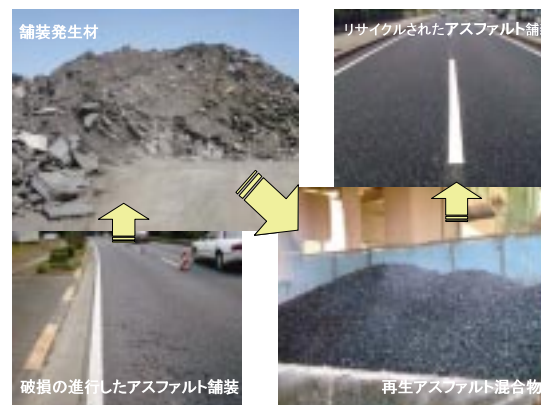 舗装発生材
リサイクルされたアスファルト舗
破損の進行したアスファルト舗装
再生アスファルト混合物